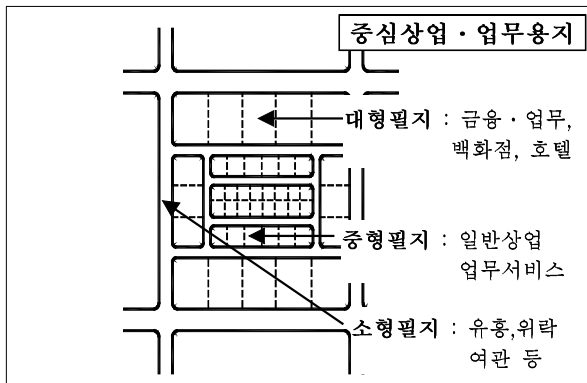 중심상업・업무용지
대형필지 : 금융・업무,
백화점, 호텔
중형필지 : 일반상업
업무서비스
소형필지 : 유흥,위락
여관 등